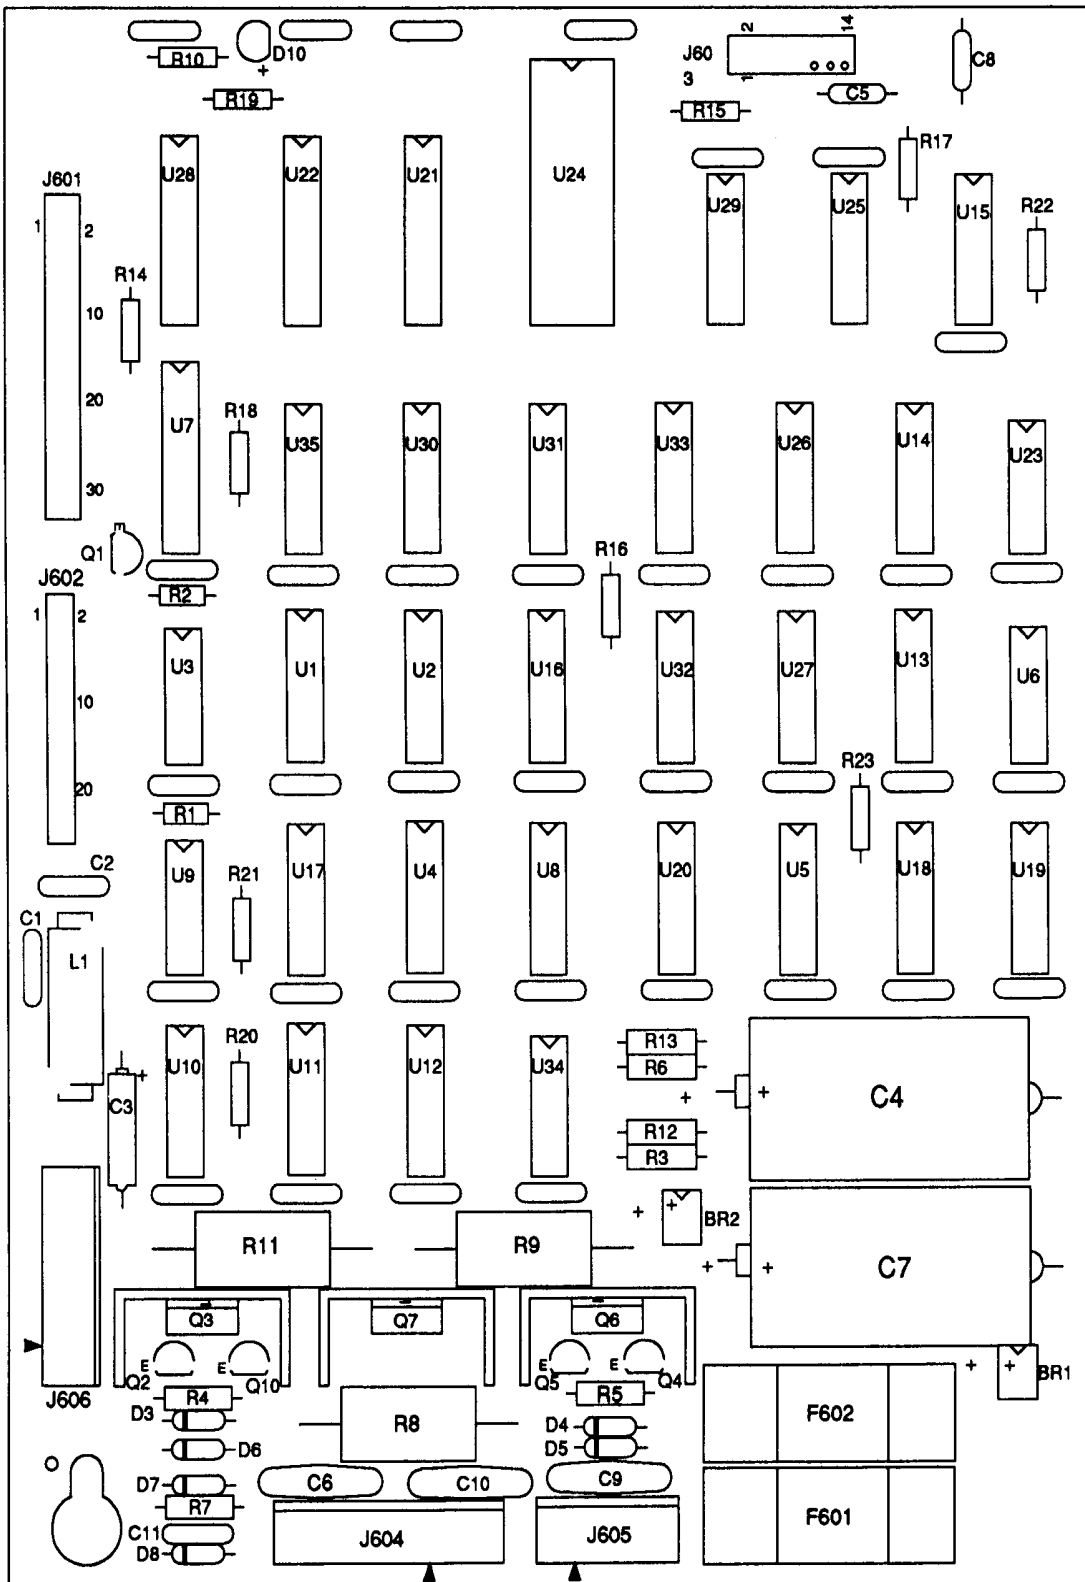 2
14
R10
+
D10
J60
3
1
C8
R19
C5
R15
R17
U28
U22
U21
U24
J601
U29
U25
U15
R22
1
2
R14
10
20
U7
R18
U35
U30
U31
U33
U26
U14
U23
30
E
Q1
R16
J602
R2
1
2
U3
U1
U2
U16
U32
U27
U13
U6
10
R23
20
R1
C2
U9
R21
U17
U4
U8
U20
U5
U18
U19
C1
L1
R20
R13
U10
U11
U12
U34
R6
+
C3
+
+
C4
R12
R3
+
+
BR2
R11
R9
+
+
C7
Q3
Q7
Q6
E
Q2
E
Q10
E
Q5
E
Q4
+
+
BR1
J606
R4
R5
D3
R8
D4
F602
D6
D5
D7
C6
C10
C9
R7
C11
J604
J605
F601
D8